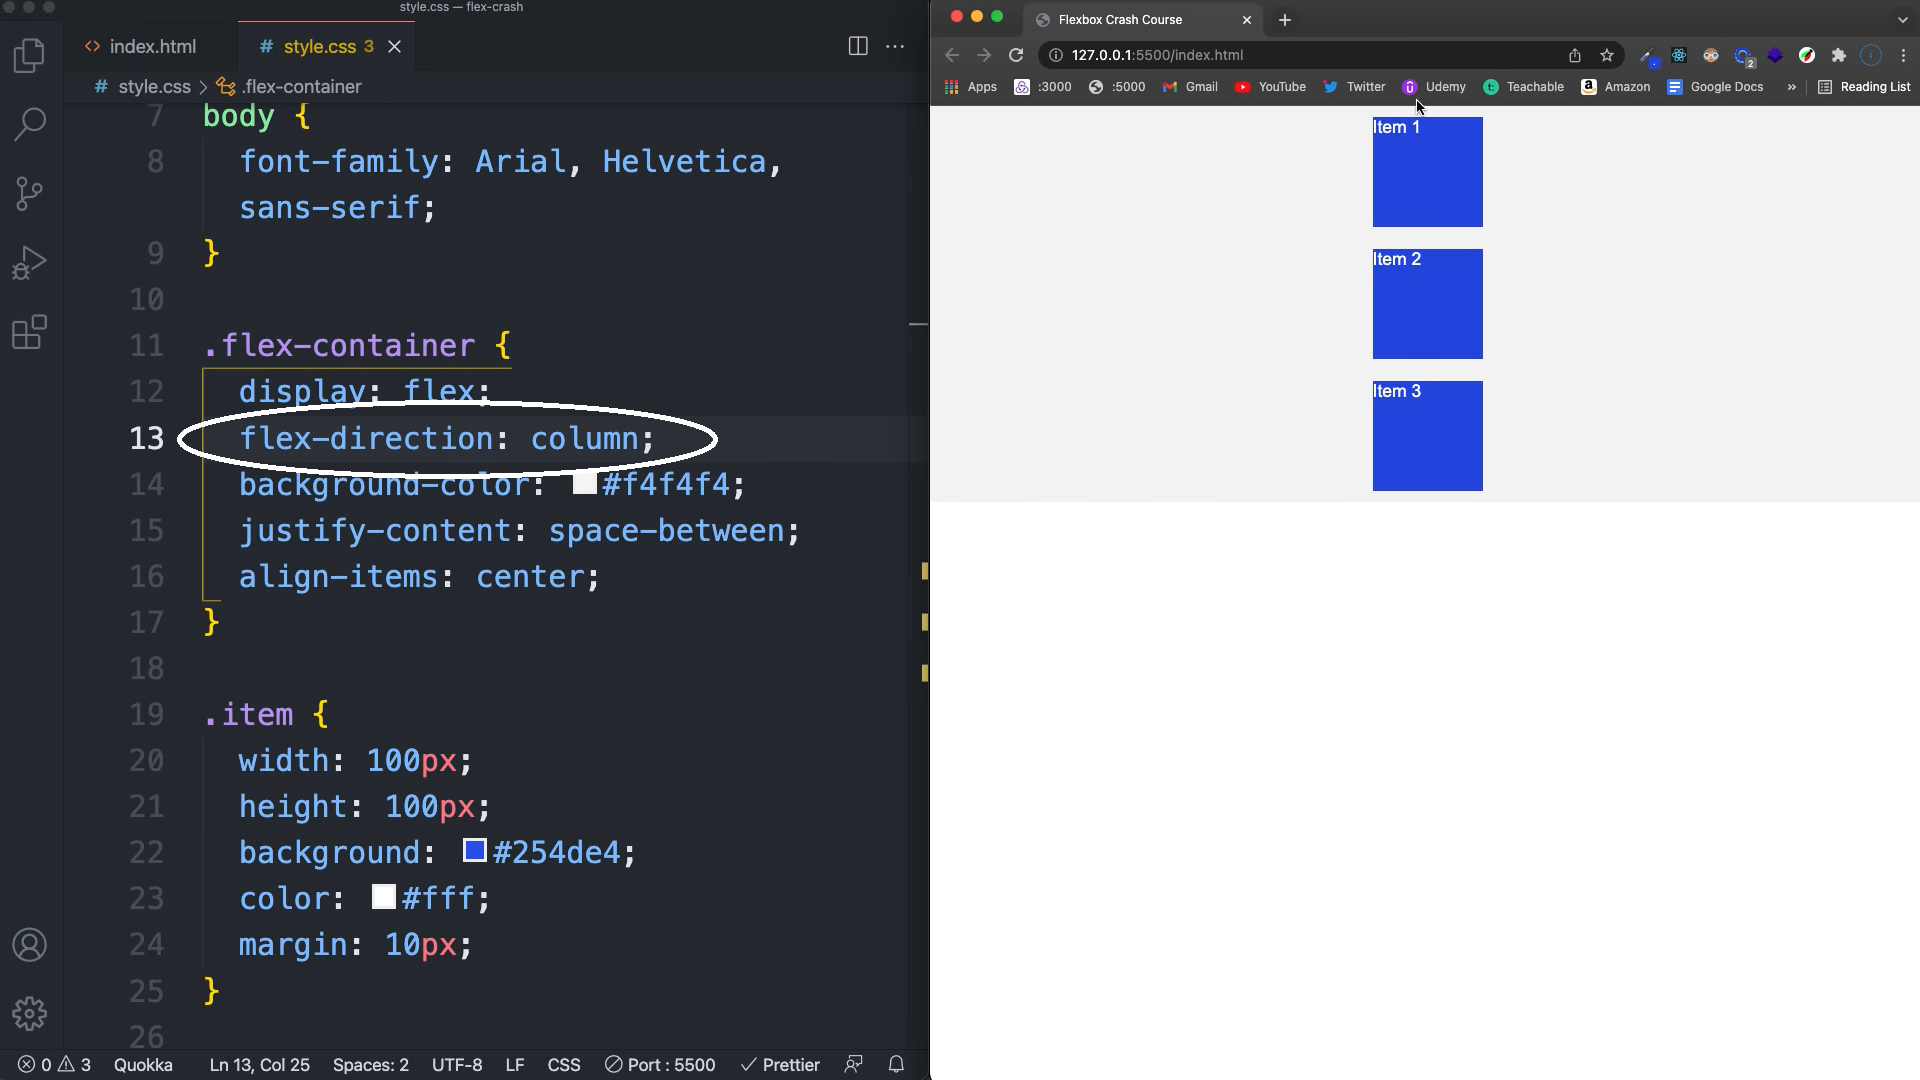 style.css — flex-crash
index.html
# style.css 3
# style.css > .flex-container
7 body {
8 font-family: Arial, Helvetica,
sans-serif;
9 }
10
11 .flex-container {
12 display: flex;
13 flex-direction: column;
14 background-color: #f4f4f4;
15 justify-content: space-between;
16 align-items: center;
17 }
18
19 .item {
20 width: 100px;
21 height: 100px;
22 background: #254de4;
23 color: #fff;
24 margin: 10px;
25 }
26
0 3 Quokka Ln 13, Col 25 Spaces: 2 UTF-8 LF CSS Port : 5500 Prettier
Flexbox Crash Course
127.0.0.1:5500/index.html
2
Apps :3000 :5000 Gmail YouTube Twitter Udemy Teachable Amazon Google Docs » Reading List
Item 1
Item 2
Item 3